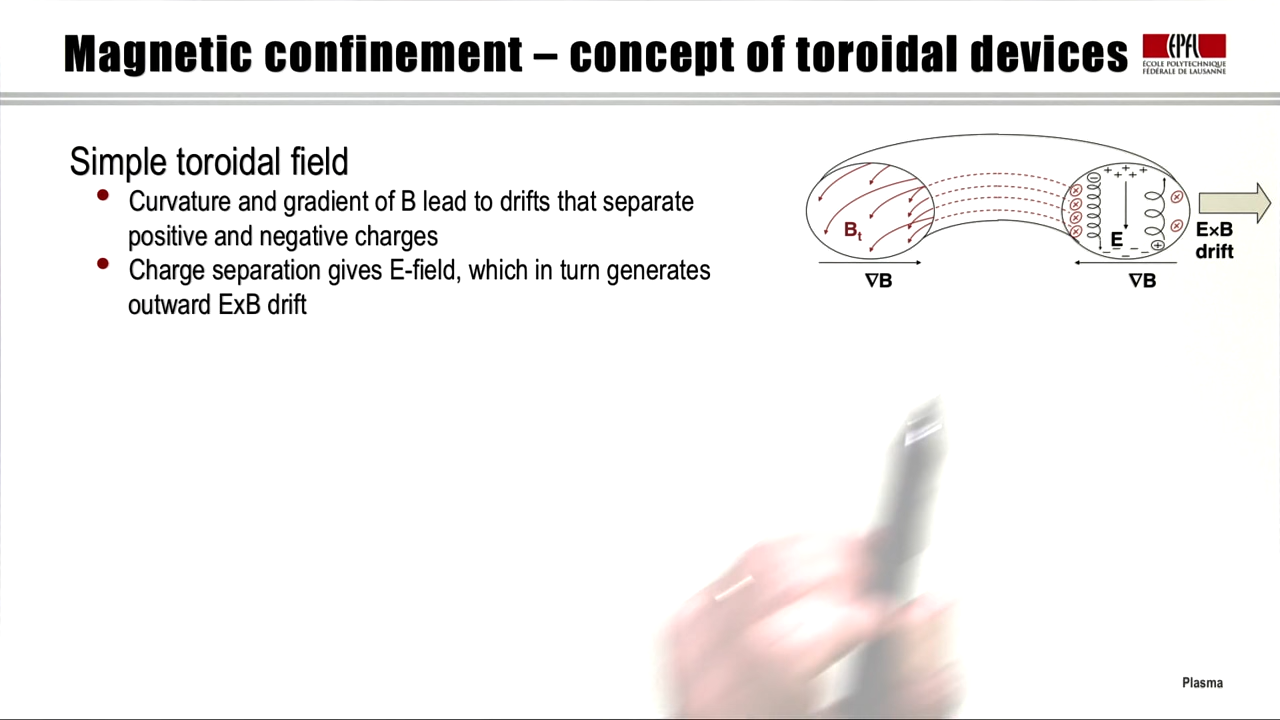 Magnetic confinement – concept of toroidal devices
EPFL
ÉCOLE POLYTECHNIQUE
FÉDÉRALE DE LAUSANNE
Simple toroidal field
• Curvature and gradient of B lead to drifts that separate
positive and negative charges
• Charge separation gives E-field, which in turn generates
outward ExB drift
Bt
E
E×B
drift
∇B
∇B
Plasma